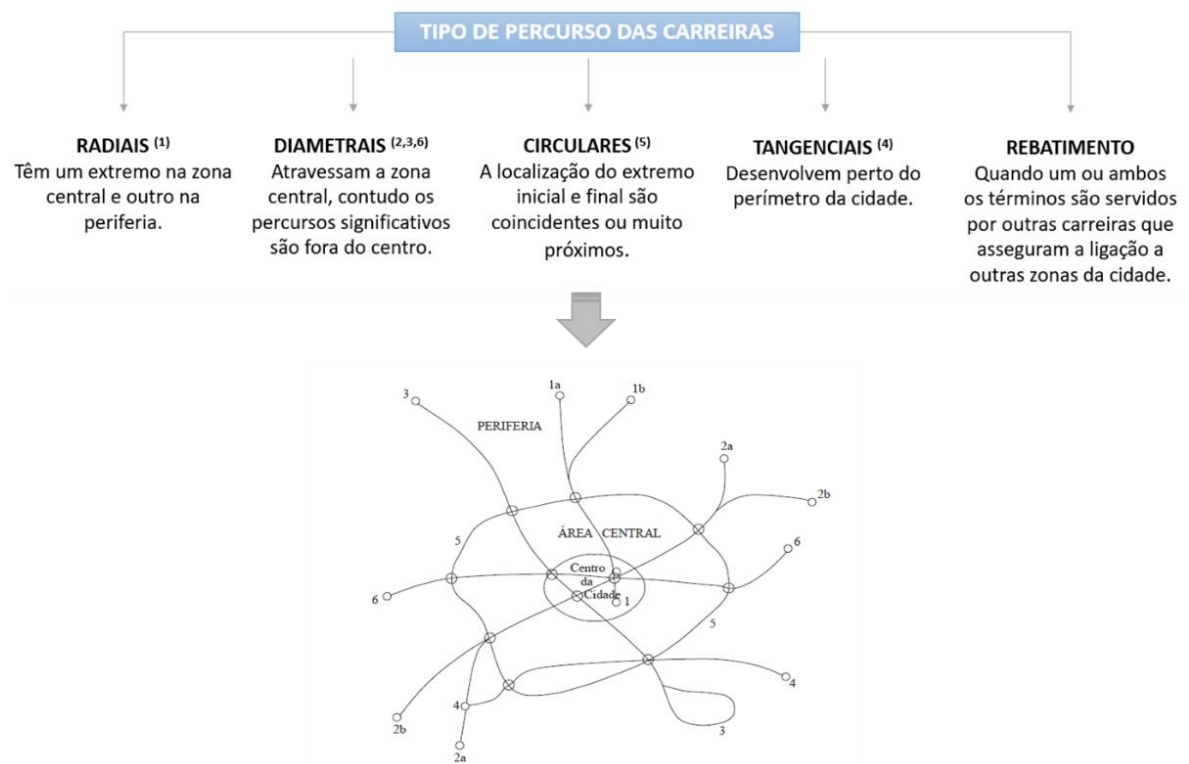 TIPO DE PERCURSO DAS CARREIRAS
RADIAIS (1)
Têm um extremo na zona
central e outro na
periferia.
DIAMETRAIS (2,3,6)
Atravessam a zona
central, contudo os
percursos significativos
são fora do centro.
CIRCULARES (5)
A localização do extremo
inicial e final são
coincidentes ou muito
próximos.
TANGENCIAIS (4)
Desenvolvem perto do
perímetro da cidade.
REBATIMENTO
Quando um ou ambos
os términos são servidos
por outras carreiras que
asseguram a ligação a
outras zonas da cidade.
3
1a
1b
PERIFERIA
2a
2b
ÁREA CENTRAL
5
6
Centro
da
Cidade
1
6
5
4
4
2b
3
2a